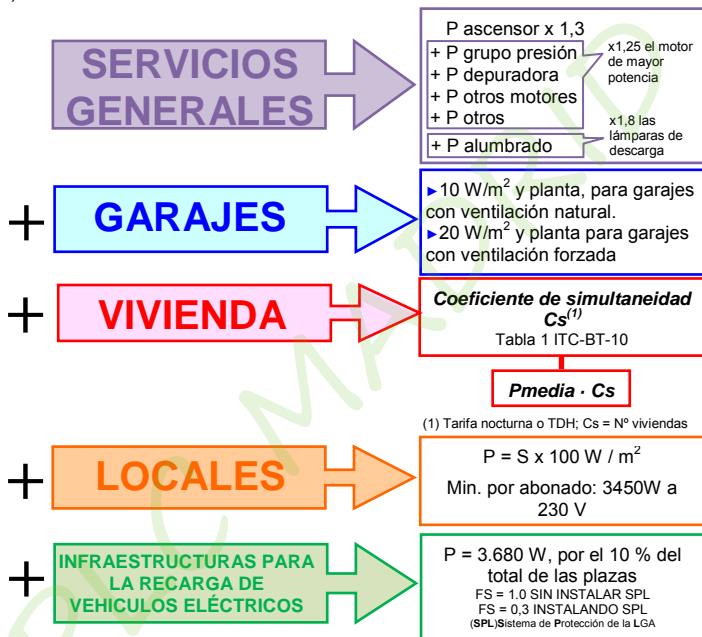 SERVICIOS
GENERALES
P ascensor x 1,3
+ P grupo presión
+ P depuradora
+ P otros motores
+ P otros
x1,25 el motor
de mayor
potencia
+ P alumbrado
x1,8 las
lámparas de
descarga
+ GARAJES
►10 W/m² y planta, para garajes
con ventilación natural.
►20 W/m² y planta para garajes
con ventilación forzada
+ VIVIENDA
Coeficiente de simultaneidad
Cs⁽¹⁾
Tabla 1 ITC-BT-10
Pmedia · Cs
(1) Tarifa nocturna o TDH; Cs = Nº viviendas
+ LOCALES
P = S x 100 W / m²
Min. por abonado: 3450W a
230 V
+ INFRAESTRUCTURAS PARA
LA RECARGA DE
VEHICULOS ELÉCTRICOS
P = 3.680 W, por el 10 % del
total de las plazas
FS = 1.0 SIN INSTALAR SPL
FS = 0,3 INSTALANDO SPL
(SPL)Sistema de Protección de la LGA
PLC MADRID